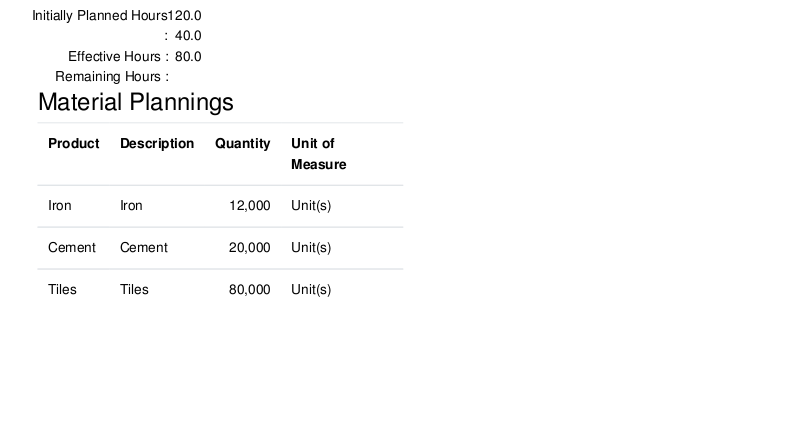 Initially Planned Hours120.0
: 40.0
Effective Hours : 80.0
Remaining Hours :
Material Plannings
Product Description Quantity Unit of
Measure
Iron Iron 12,000 Unit(s)
Cement Cement 20,000 Unit(s)
Tiles Tiles 80,000 Unit(s)